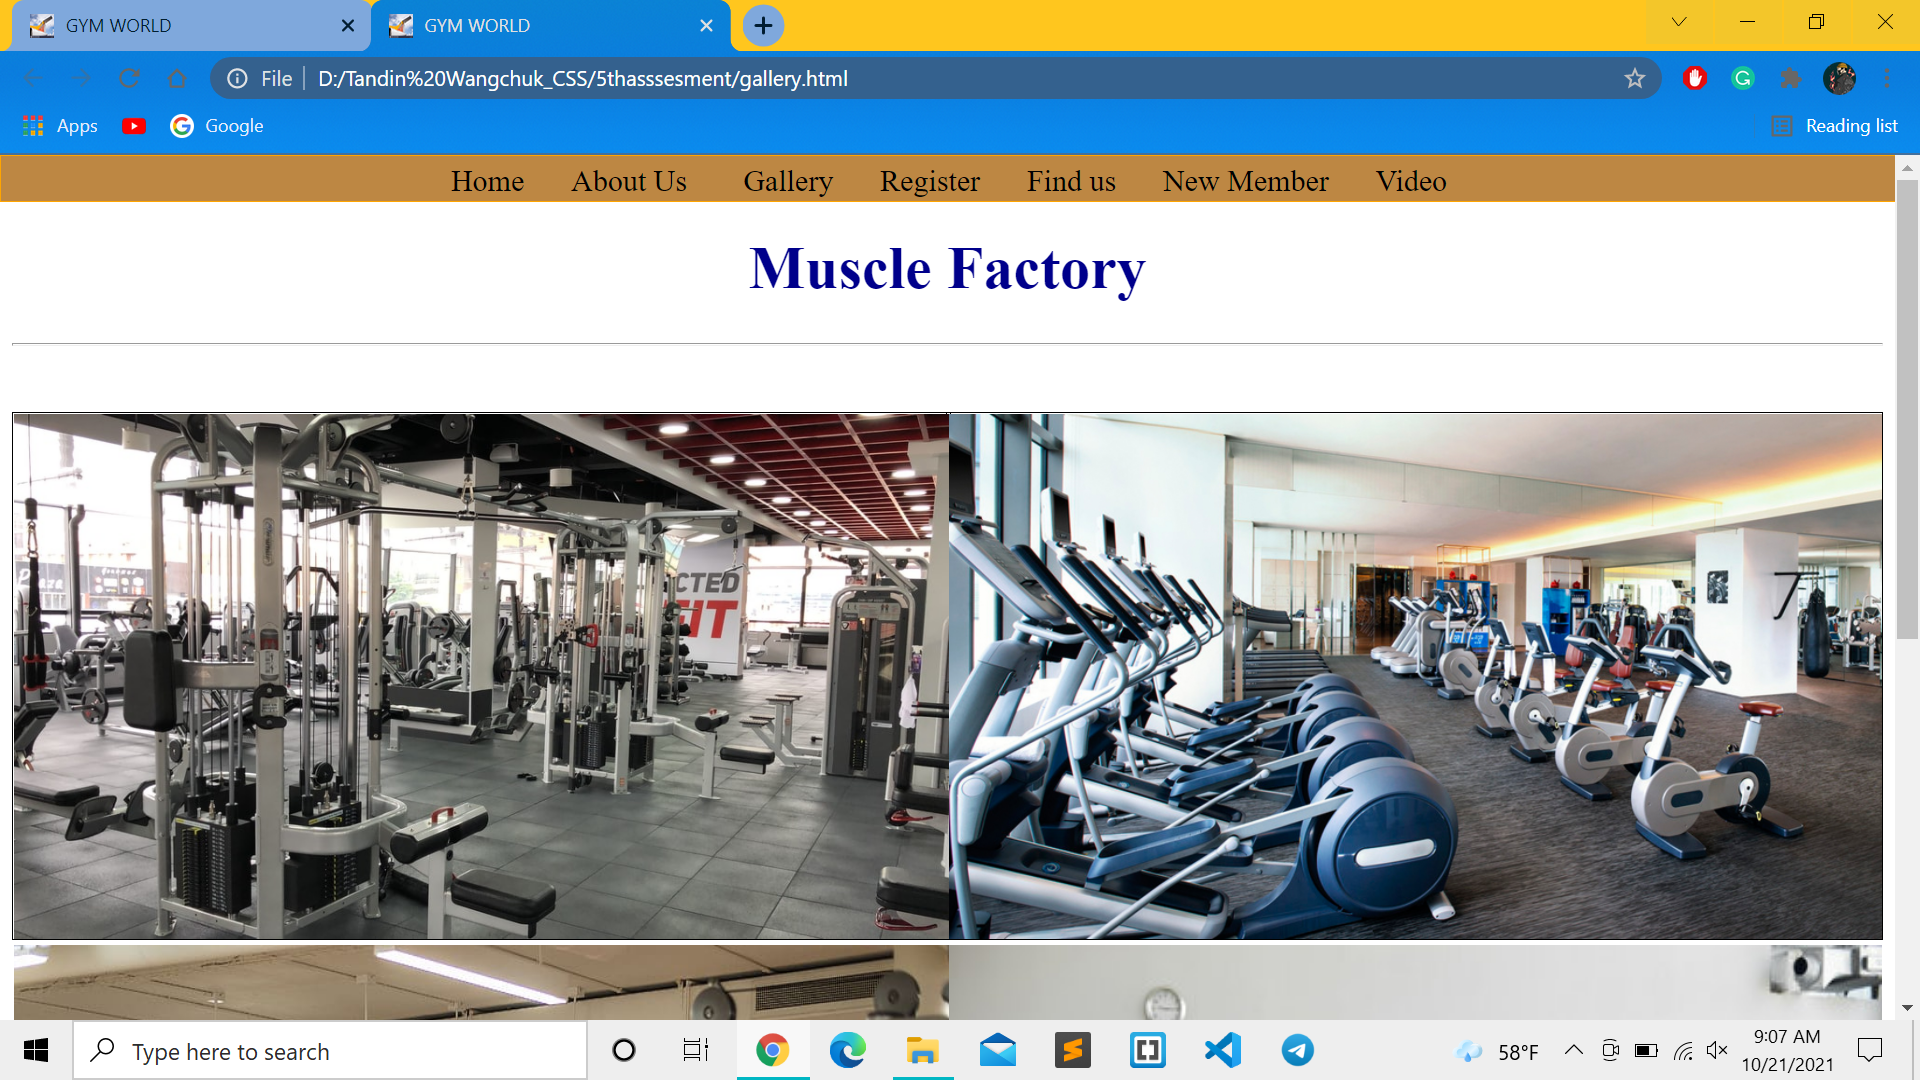 GYM WORLD
GYM WORLD
File D:/Tandin%20Wangchuk_CSS/5thasssesment/gallery.html
Apps Google
Reading list
Home About Us Gallery Register Find us New Member Video
Muscle Factory
CTED
Type here to search
58°F
9:07 AM
10/21/2021